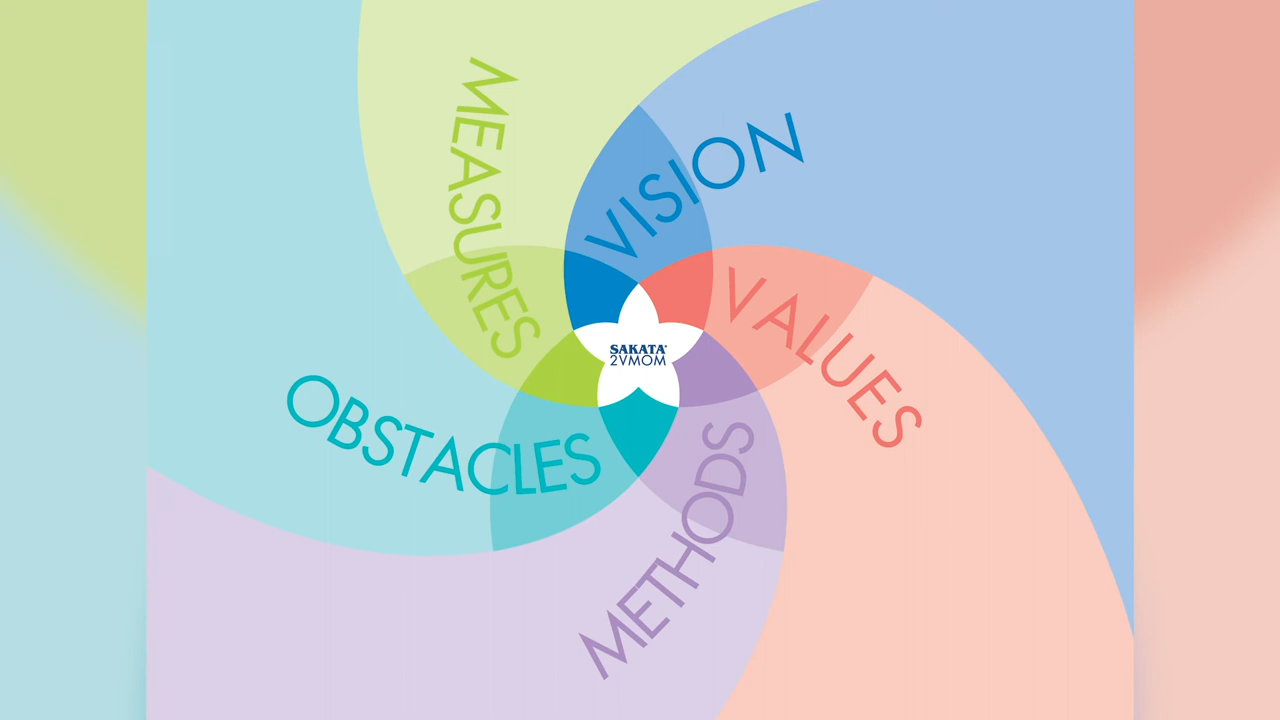 VISION
VALUES
METHODS
OBSTACLES
MEASURES
SAKATA®
2VMOM